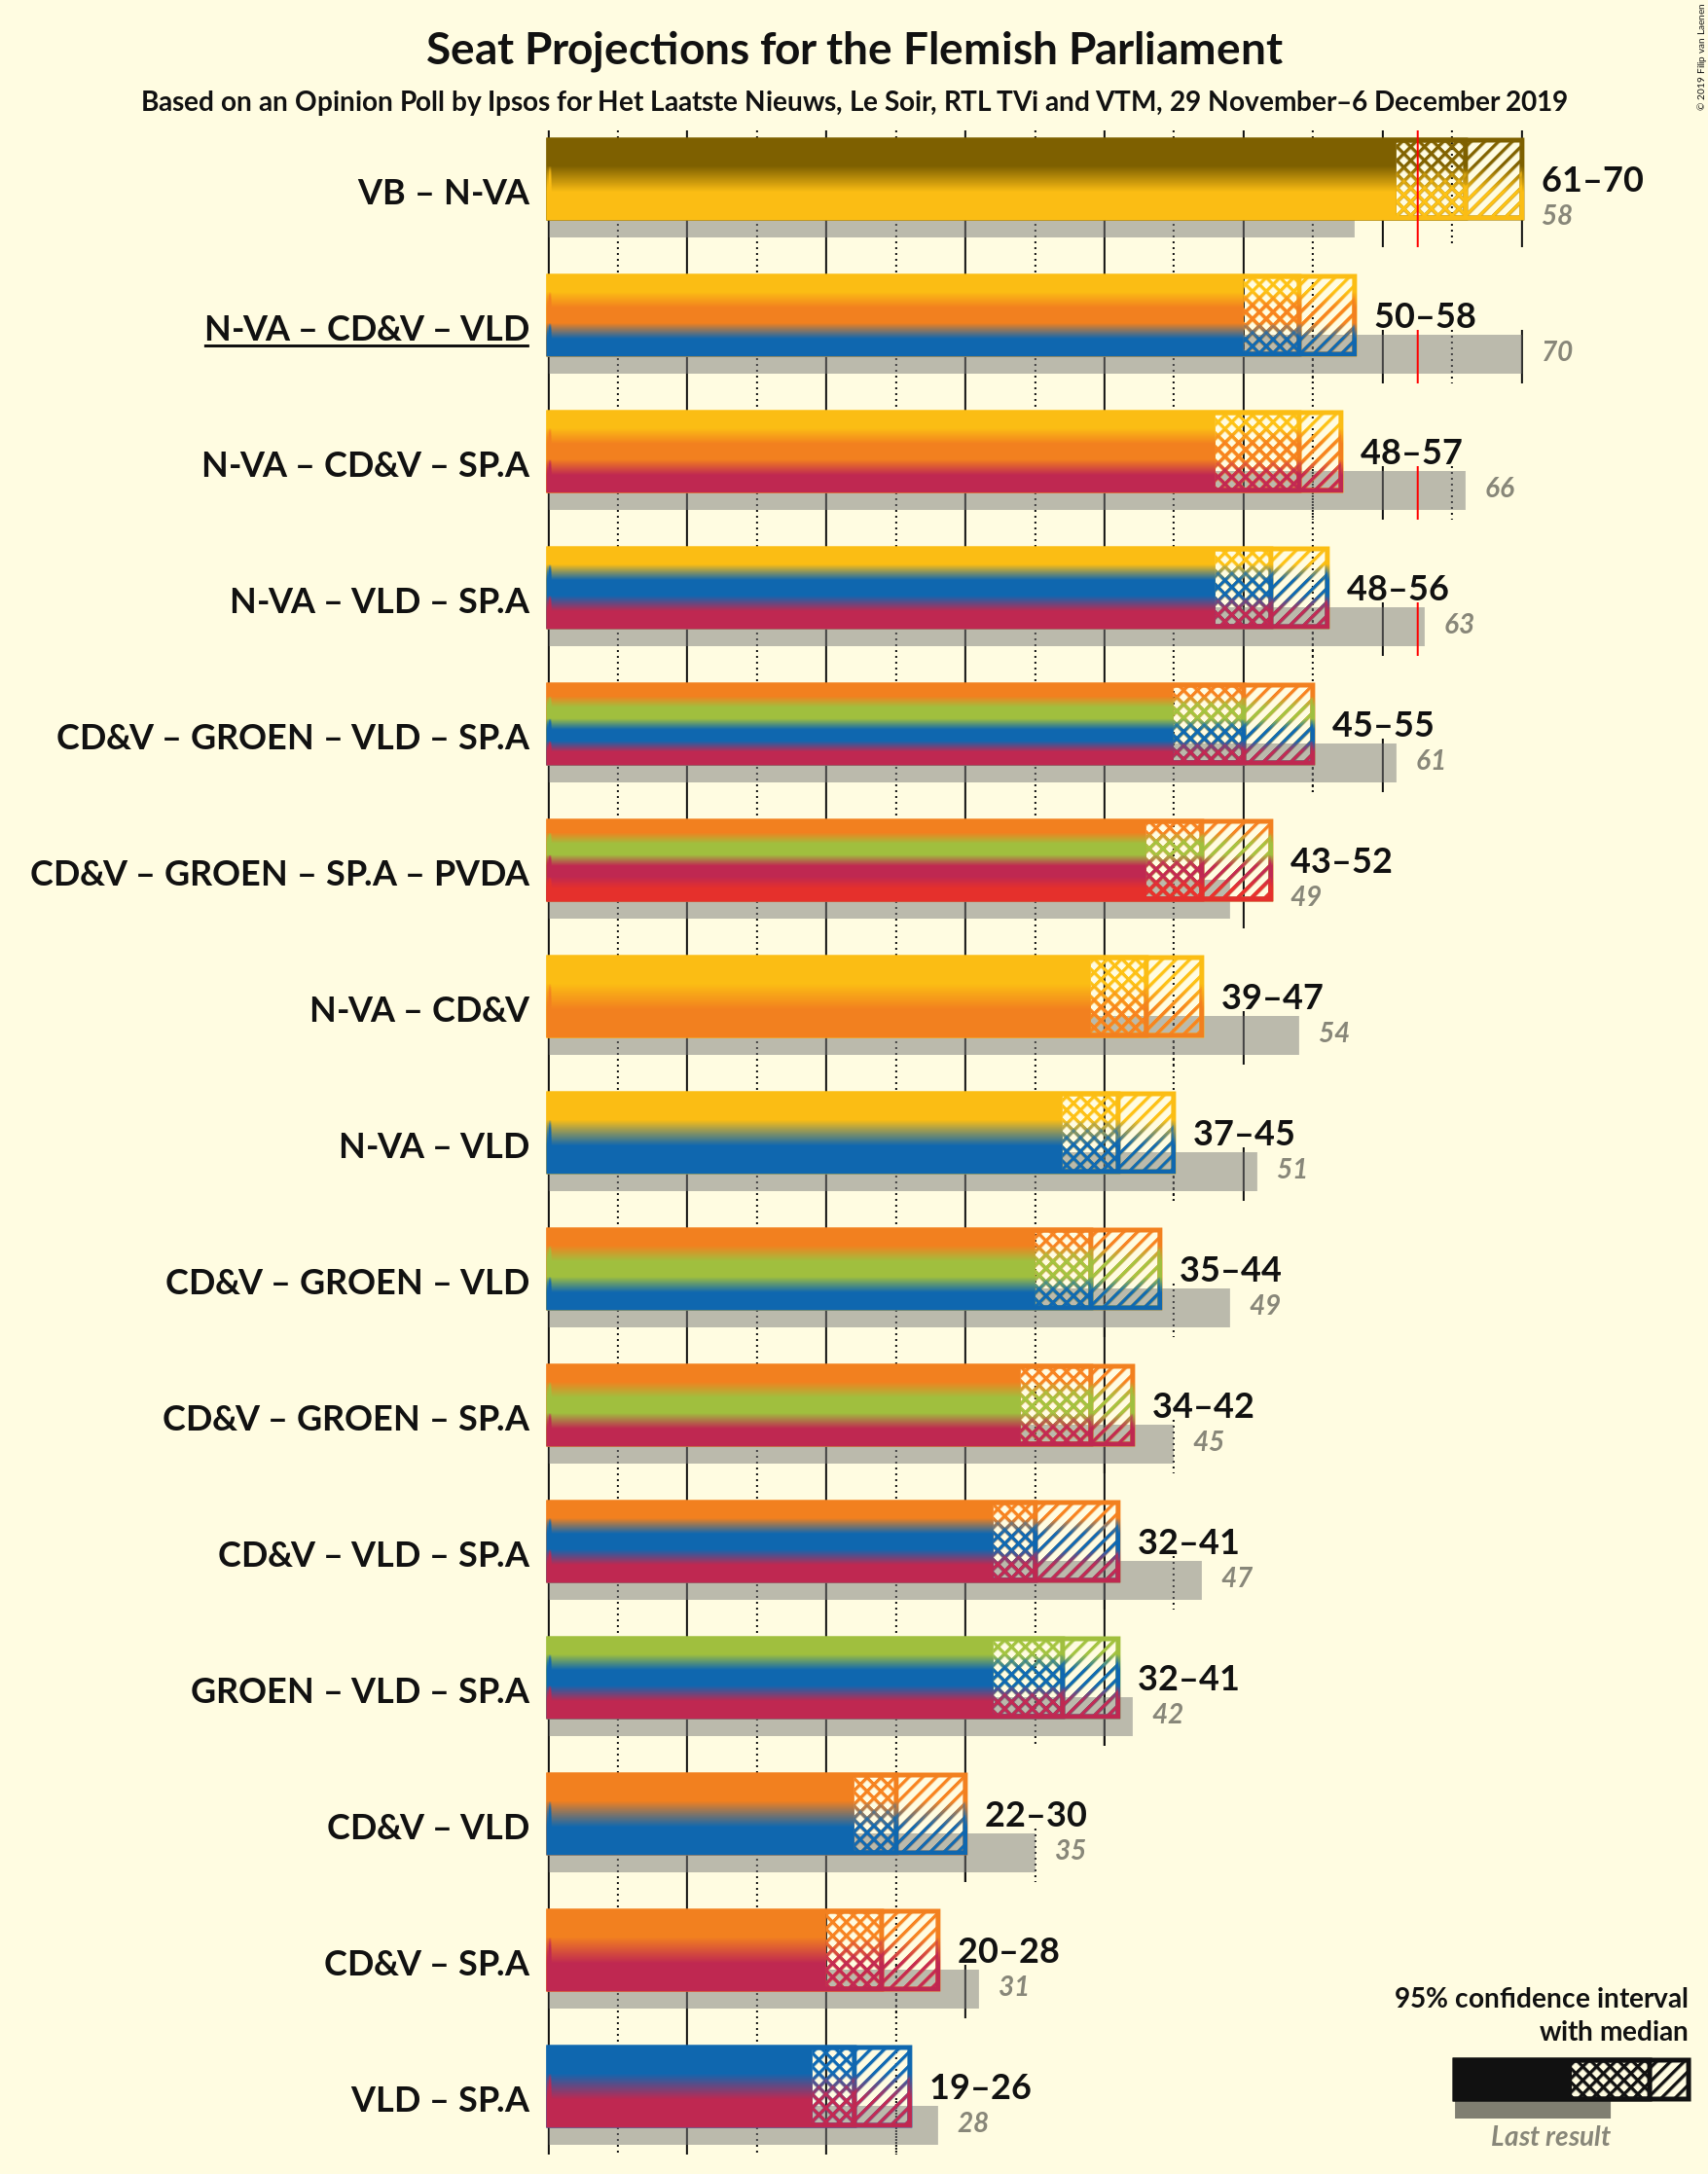 Seat Projections for the Flemish Parliament
Based on an Opinion Poll by Ipsos for Het Laatste Nieuws, Le Soir, RTL TVi and VTM, 29 November–6 December 2019
© 2019 Filip van Laenen
VB – N-VA
61–70
58
N-VA – CD&V – VLD
50–58
70
N-VA – CD&V – SP.A
48–57
66
N-VA – VLD – SP.A
48–56
63
CD&V – GROEN – VLD – SP.A
45–55
61
CD&V – GROEN – SP.A – PVDA
43–52
49
N-VA – CD&V
39–47
54
N-VA – VLD
37–45
51
CD&V – GROEN – VLD
35–44
49
CD&V – GROEN – SP.A
34–42
45
CD&V – VLD – SP.A
32–41
47
GROEN – VLD – SP.A
32–41
42
CD&V – VLD
22–30
35
CD&V – SP.A
20–28
31
VLD – SP.A
19–26
28
95% confidence interval
with median
Last result